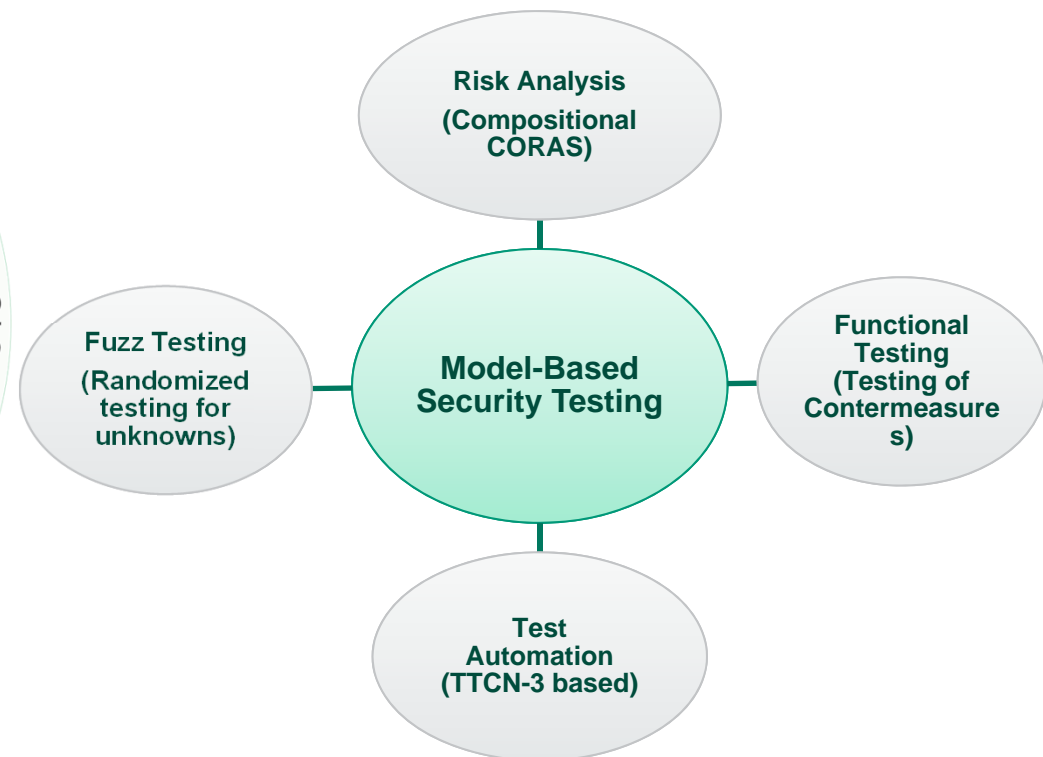 Risk Analysis
(Compositional
CORAS)
Fuzz Testing
(Randomized
testing for
unknowns)
Model-Based
Security Testing
Functional
Testing
(Testing of
Contermeasure
s)
Test
Automation
(TTCN-3 based)